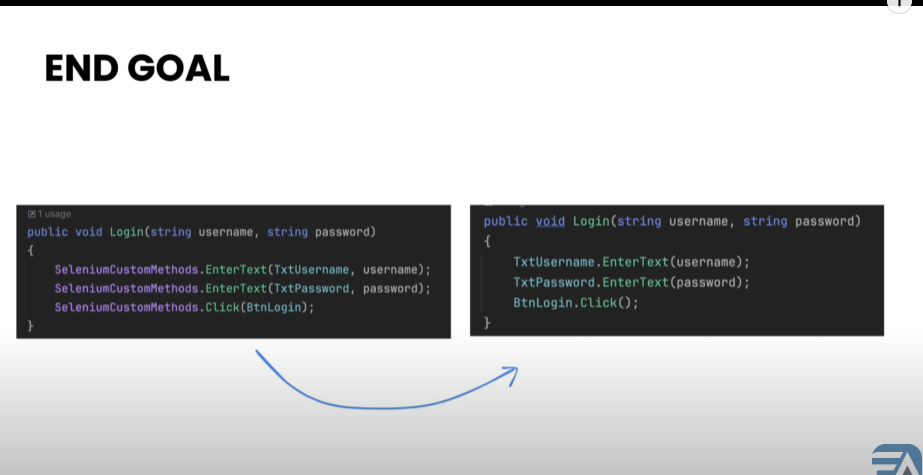 END GOAL
1 usage
public void Login(string username, string password)
{
SeleniumCustomMethods.EnterText(TxtUsername, username);
SeleniumCustomMethods.EnterText(TxtPassword, password);
SeleniumCustomMethods.Click(BtnLogin);
}
public void Login(string username, string password)
{
TxtUsername.EnterText(username);
TxtPassword.EnterText(password);
BtnLogin.Click();
}